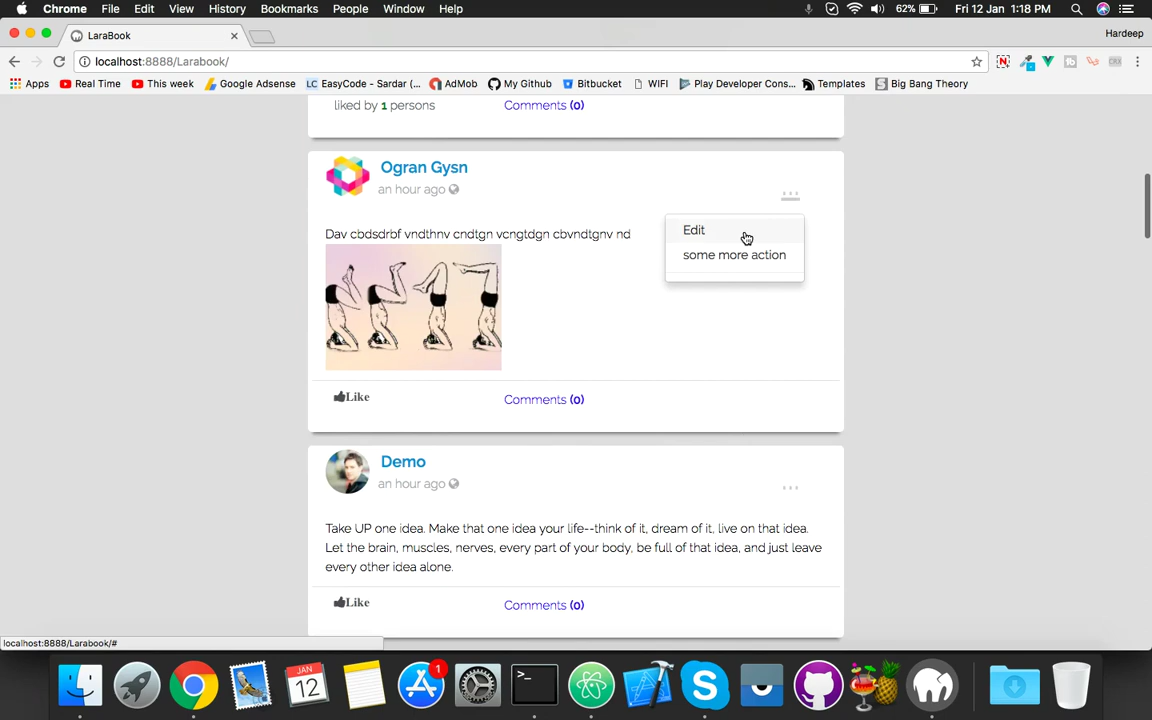 Chrome File Edit View History Bookmarks People Window Help 62% Fri 12 Jan 1:18 PM
LaraBook Hardeep
localhost:8888/Larabook/
Apps Real Time This week Google Adsense LC EasyCode - Sardar (... AdMob My Github Bitbucket WIFI Play Developer Cons... Templates Big Bang Theory
liked by 1 persons Comments (0)
Ogran Gysn
an hour ago
...
Edit
Dav cbdsdrbf vndthnv cndtgn vcngtdgn cbvndtgnv nd
some more action
Like Comments (0)
Demo
an hour ago
...
Take UP one idea. Make that one idea your life--think of it, dream of it, live on that idea.
Let the brain, muscles, nerves, every part of your body, be full of that idea, and just leave
every other idea alone.
Like Comments (0)
localhost:8888/Larabook/#
JAN
12
1